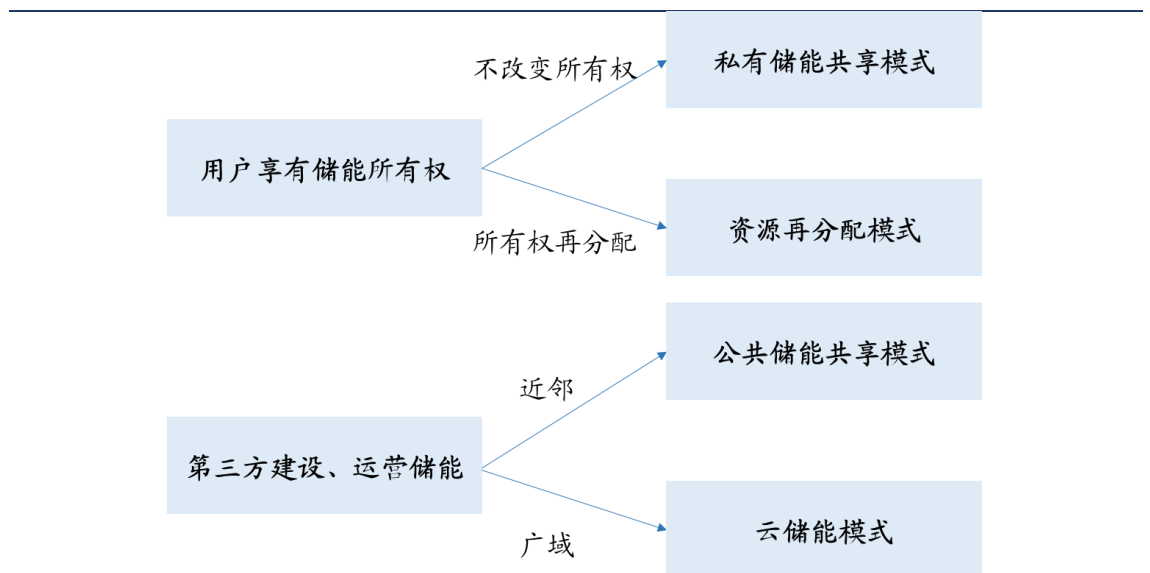 不改变所有权
私有储能共享模式
用户享有储能所有权
所有权再分配
资源再分配模式
近邻
公共储能共享模式
第三方建设、运营储能
广域
云储能模式